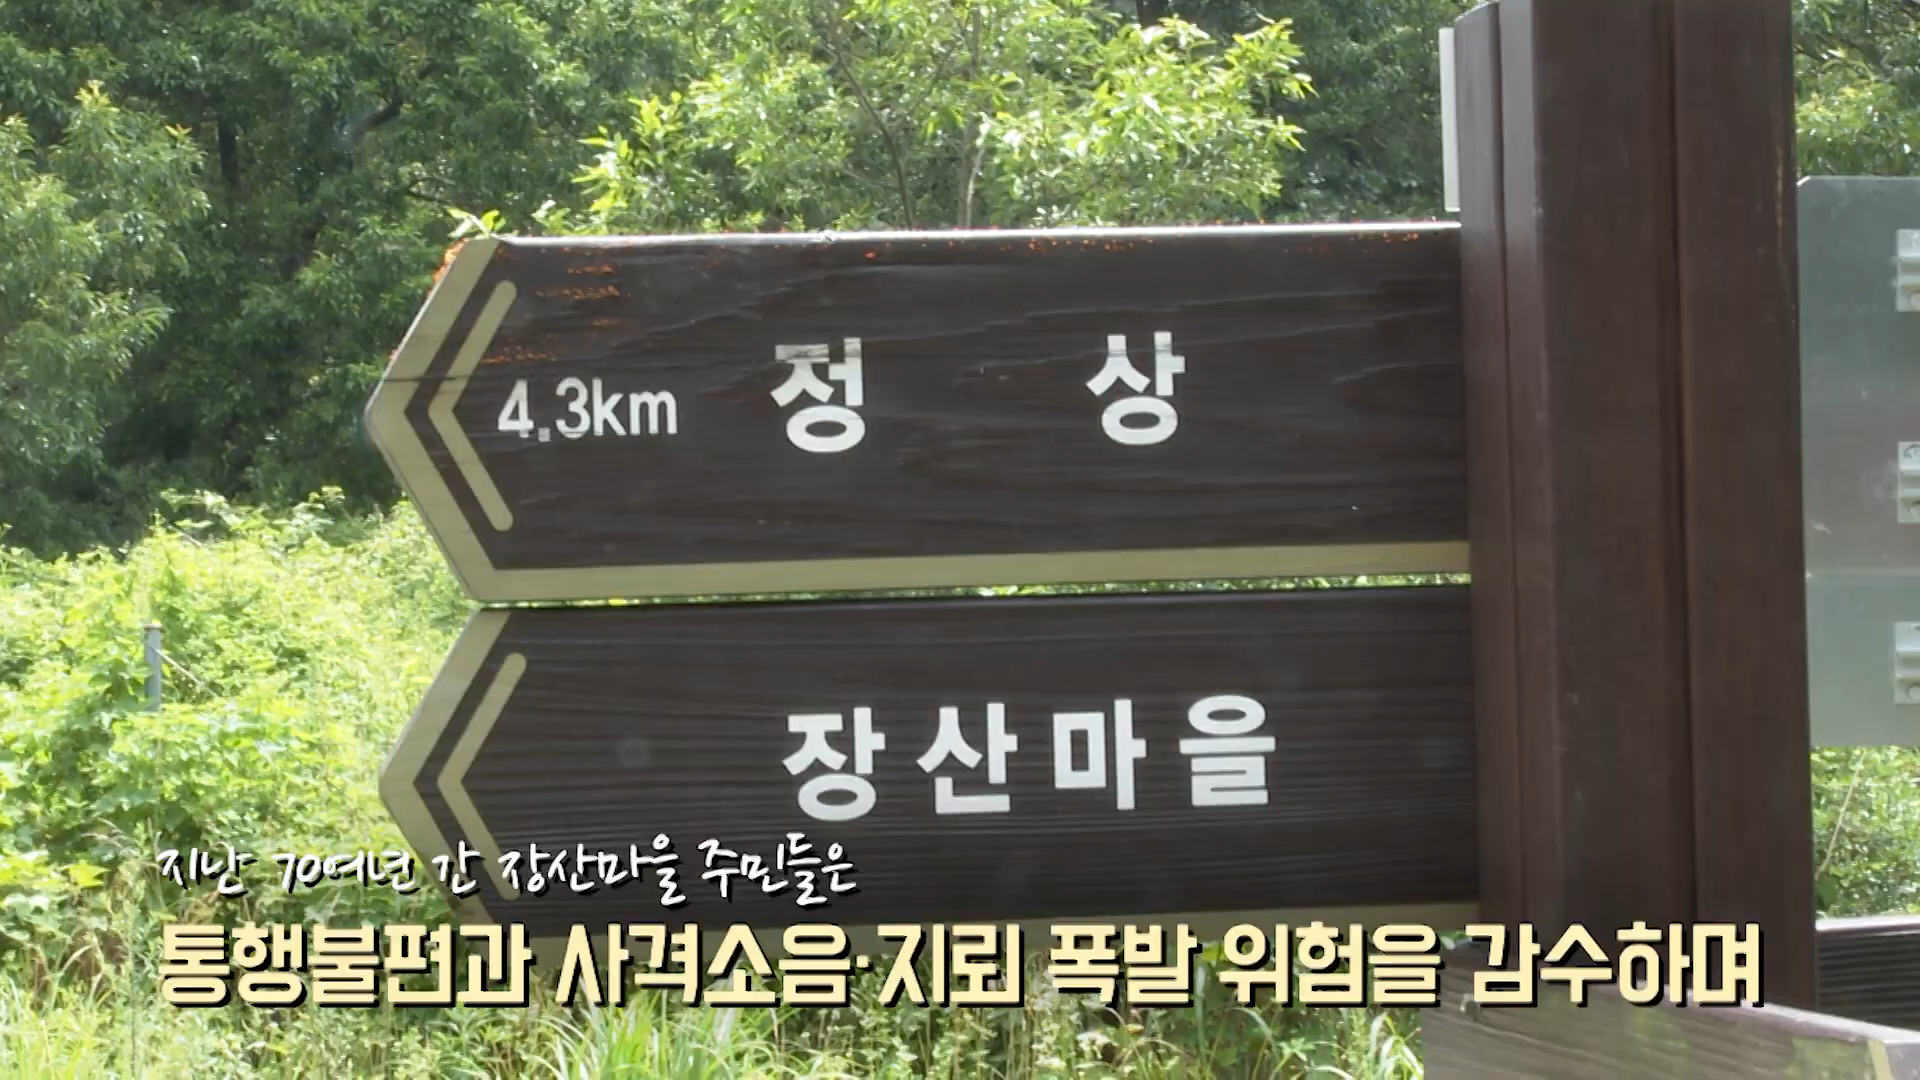 4.3km 정 상
장산마을
지난 70여년 간 장산마을 주민들은
통행불편과 사격소음·지뢰 폭발 위험을 감수하며